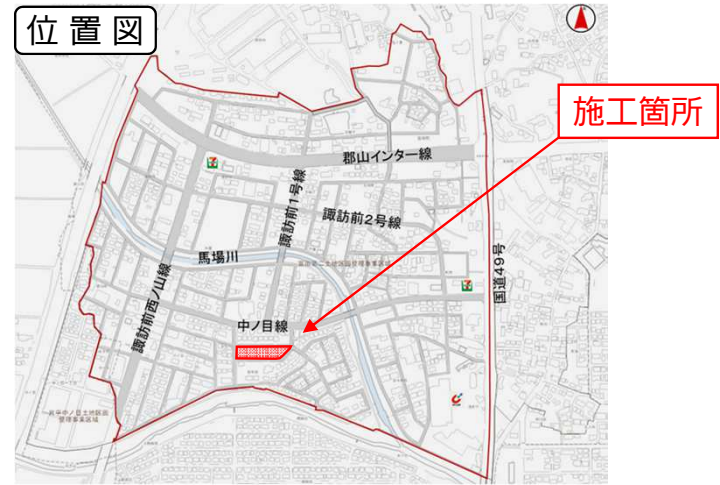 位置図
施工箇所
郡山インター線
諏訪前1号線
諏訪前2号線
馬場川
国道49号
諏訪前西ノ山線
中ノ目線